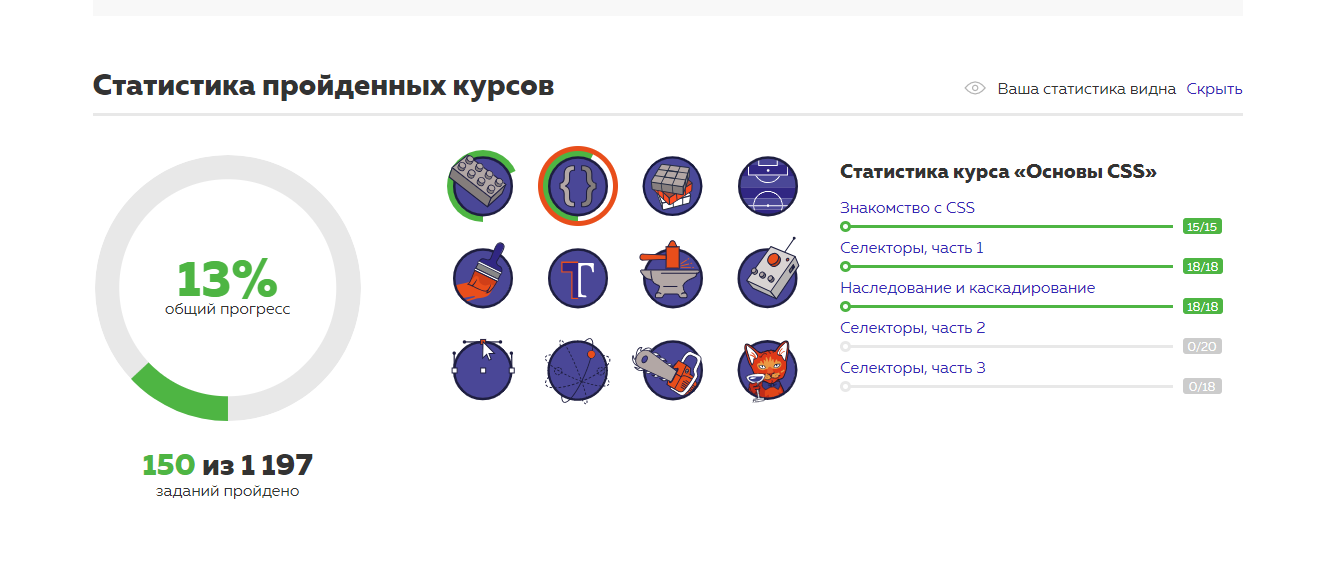 Статистика пройденных курсов
Ваша статистика видна Скрыть
13%
общий прогресс
150 из 1 197
заданий пройдено
T
Статистика курса «Основы CSS»
Знакомство с CSS
15/15
Селекторы, часть 1
18/18
Наследование и каскадирование
18/18
Селекторы, часть 2
0/20
Селекторы, часть 3
0/18